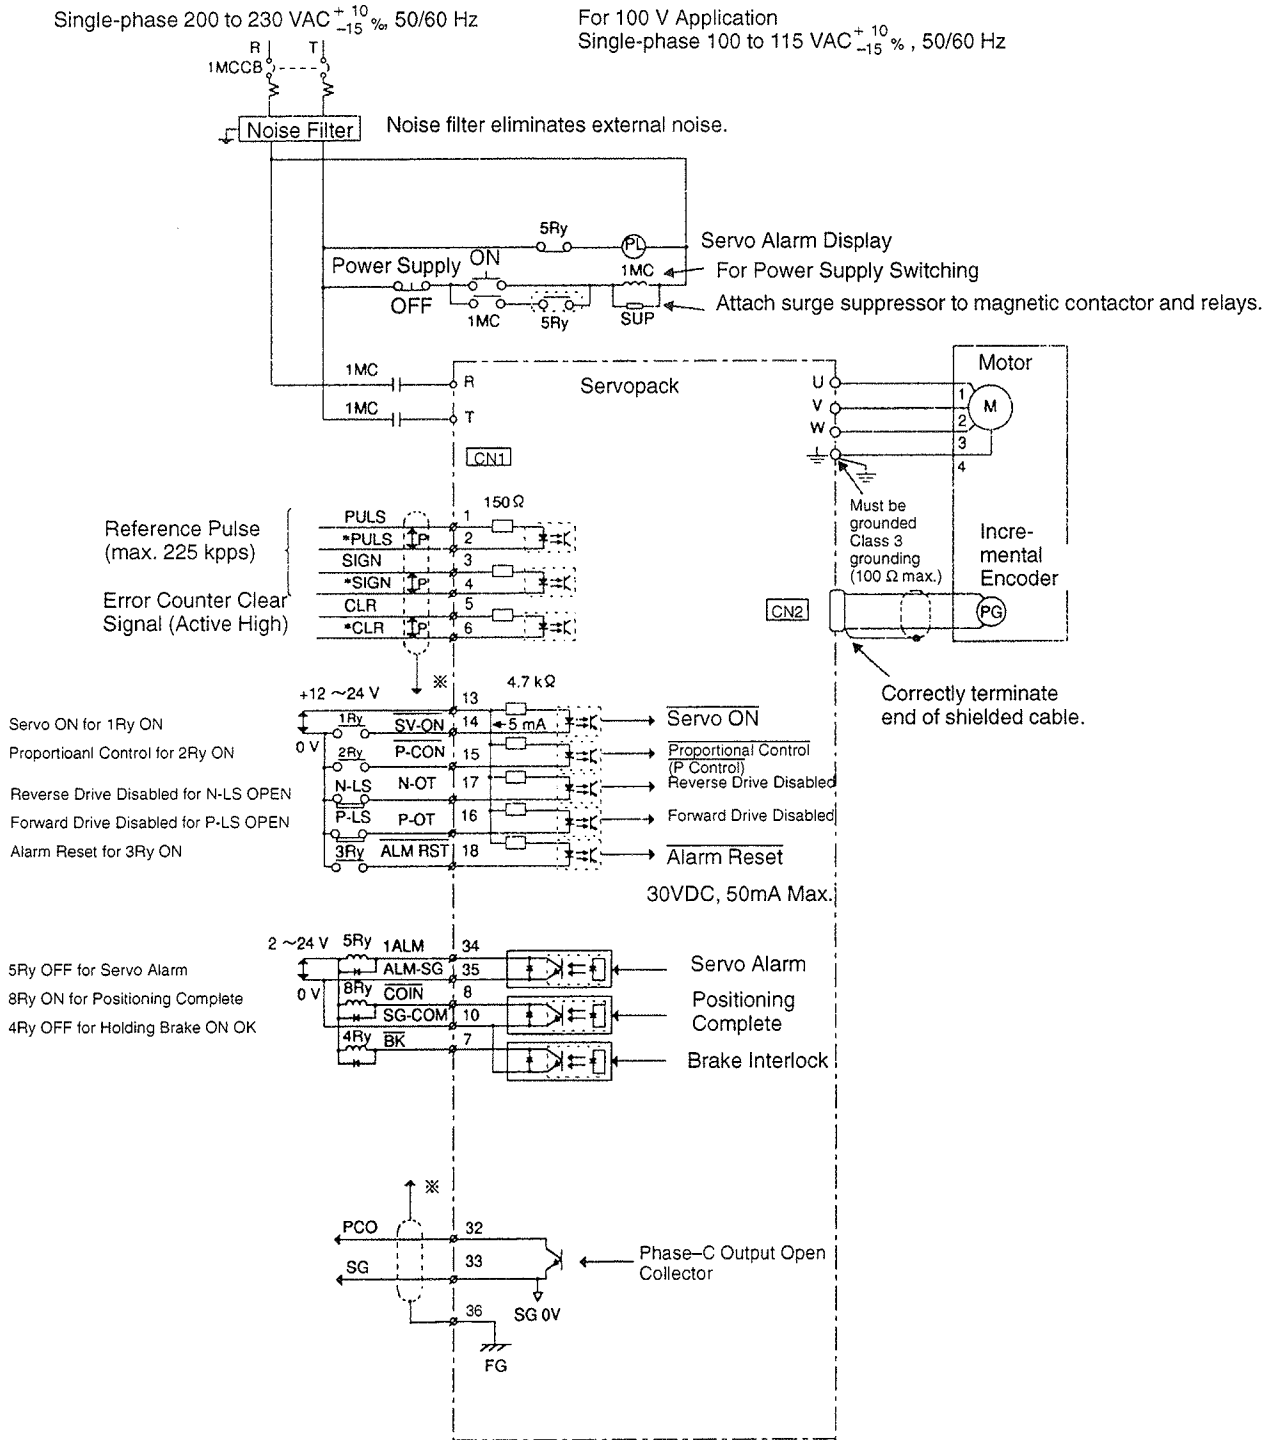 Single-phase 200 to 230 VAC + 10 −15 %, 50/60 Hz
For 100 V Application
Single-phase 100 to 115 VAC + 10 −15 % , 50/60 Hz
R T
1MCCB
Noise Filter
Noise filter eliminates external noise.
5Ry
PL
Servo Alarm Display
Power Supply
ON
1MC
For Power Supply Switching
OFF
1MC
5Ry
SUP
Attach surge suppressor to magnetic contactor and relays.
1MC
R
1MC
T
Servopack
CN1
U
V
W
Motor
M
1
2
3
4
Must be
grounded
Class 3
grounding
(100 Ω max.)
Incre-
mental
Encoder
PG
CN2
Correctly terminate
end of shielded cable.
Reference Pulse
(max. 225 kpps)
Error Counter Clear
Signal (Active High)
150 Ω
PULS 1
*PULS P 2
SIGN 3
*SIGN P 4
CLR 5
*CLR P 6
※
+12 ~24 V
0 V
4.7 kΩ
13
5 mA
Servo ON for 1Ry ON
1Ry SV-ON 14
Servo ON
Proportioanl Control for 2Ry ON
2Ry P-CON 15
Proportional Control
(P Control)
Reverse Drive Disabled for N-LS OPEN
N-LS N-OT 17
Reverse Drive Disabled
Forward Drive Disabled for P-LS OPEN
P-LS P-OT 16
Forward Drive Disabled
Alarm Reset for 3Ry ON
3Ry ALM RST 18
Alarm Reset
30VDC, 50mA Max.
2 ~24 V
0 V
5Ry OFF for Servo Alarm
5Ry 1ALM 34
ALM-SG 35
Servo Alarm
8Ry ON for Positioning Complete
8Ry COIN 8
SG-COM 10
Positioning
Complete
4Ry OFF for Holding Brake ON OK
4Ry BK 7
Brake Interlock
※
PCO 32
SG 33
Phase–C Output Open
Collector
SG 0V
36
FG